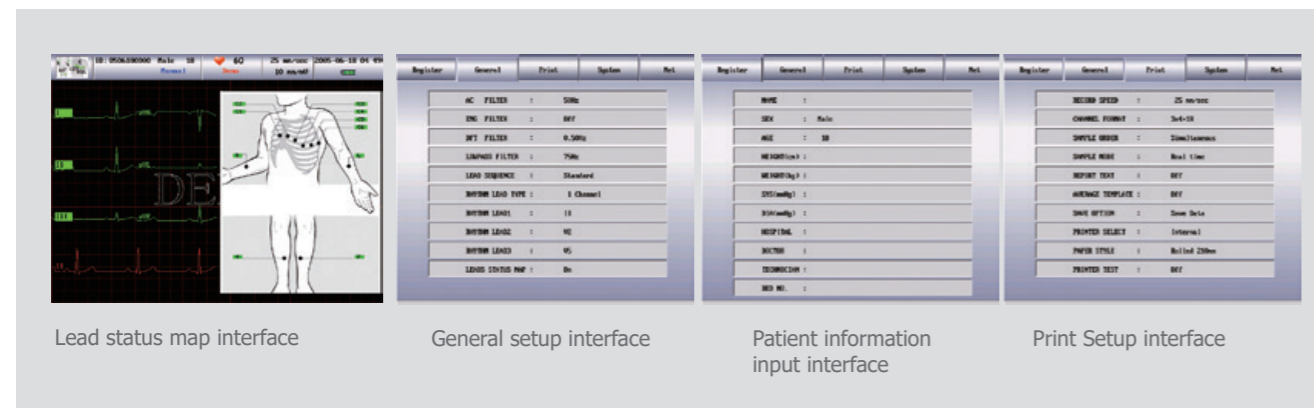 ID: 0506180000 Male 18 60 25 mm/sec 2005-06-18 04
Normal Demo 10 mm/mV
I
II
III
DE
Lead status map interface
Register General Print System Net
AC FILTER : 50Hz
EMG FILTER : Off
DFT FILTER : 0.50Hz
LOWPASS FILTER : 75Hz
LEAD SEQUENCE : Standard
RHYTHM LEAD TYPE : 1 Channel
RHYTHM LEAD1 : II
RHYTHM LEAD2 : V2
RHYTHM LEAD3 : V5
LEADS STATUS MAP : On
General setup interface
Register General Print System Net
NAME :
SEX : Male
AGE : 18
HEIGHT(cm) :
WEIGHT(kg) :
SYS(mmHg) :
DIA(mmHg) :
HOSPITAL :
DOCTOR :
TECHNICIAN :
BED NO. :
Patient information
input interface
Register General Print System Net
RECORD SPEED : 25 mm/sec
CHANNEL FORMAT : 3x4+1R
SAMPLE ORDER : Simultaneous
SAMPLE MODE : Real time
REPORT TEXT : Off
AVERAGE TEMPLATE : Off
SAVE OPTION : Save Data
PRINTER SELECT : Internal
PAPER STYLE : Rolled 210mm
PRINTER TEST : Off
Print Setup interface